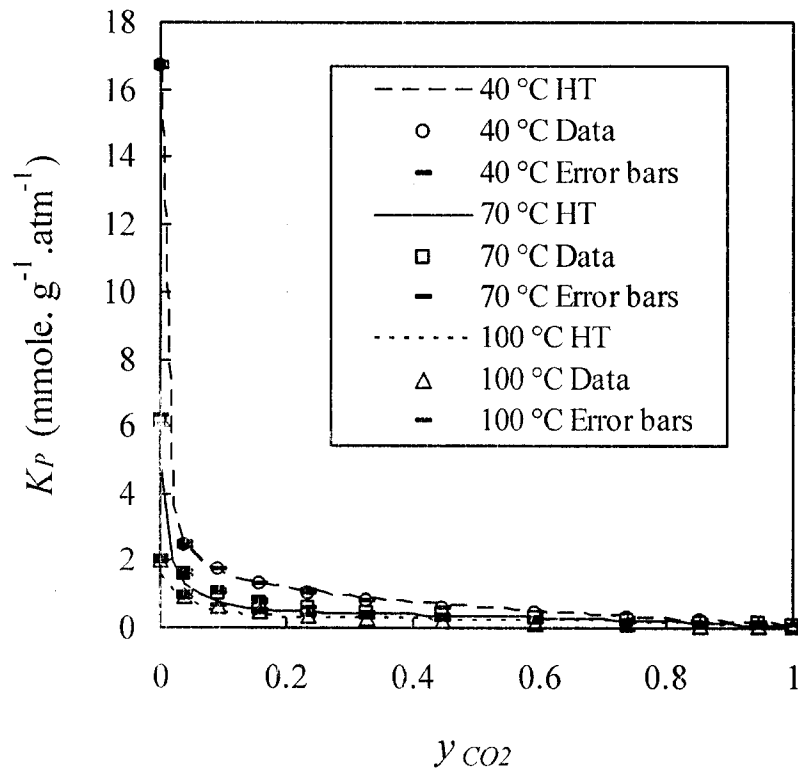 18
16
14
12
10
8
6
4
2
0
K_P (mmole. g⁻¹ .atm⁻¹)
40 °C HT
40 °C Data
40 °C Error bars
70 °C HT
70 °C Data
70 °C Error bars
100 °C HT
100 °C Data
100 °C Error bars
0 0.2 0.4 0.6 0.8 1
y CO2